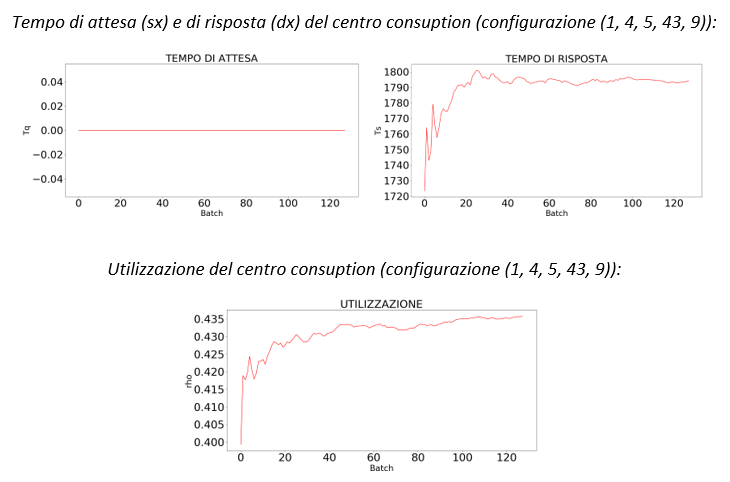 Tempo di attesa (sx) e di risposta (dx) del centro consuption (configurazione (1, 4, 5, 43, 9)):
TEMPO DI ATTESA
0.04
0.02
0.00
−0.02
−0.04
Tq
0 20 40 60 80 100 120
Batch
TEMPO DI RISPOSTA
1800
1790
1780
1770
1760
1750
1740
1730
1720
Ts
0 20 40 60 80 100 120
Batch
Utilizzazione del centro consuption (configurazione (1, 4, 5, 43, 9)):
UTILIZZAZIONE
0.435
0.430
0.425
0.420
0.415
0.410
0.405
0.400
rho
0 20 40 60 80 100 120
Batch